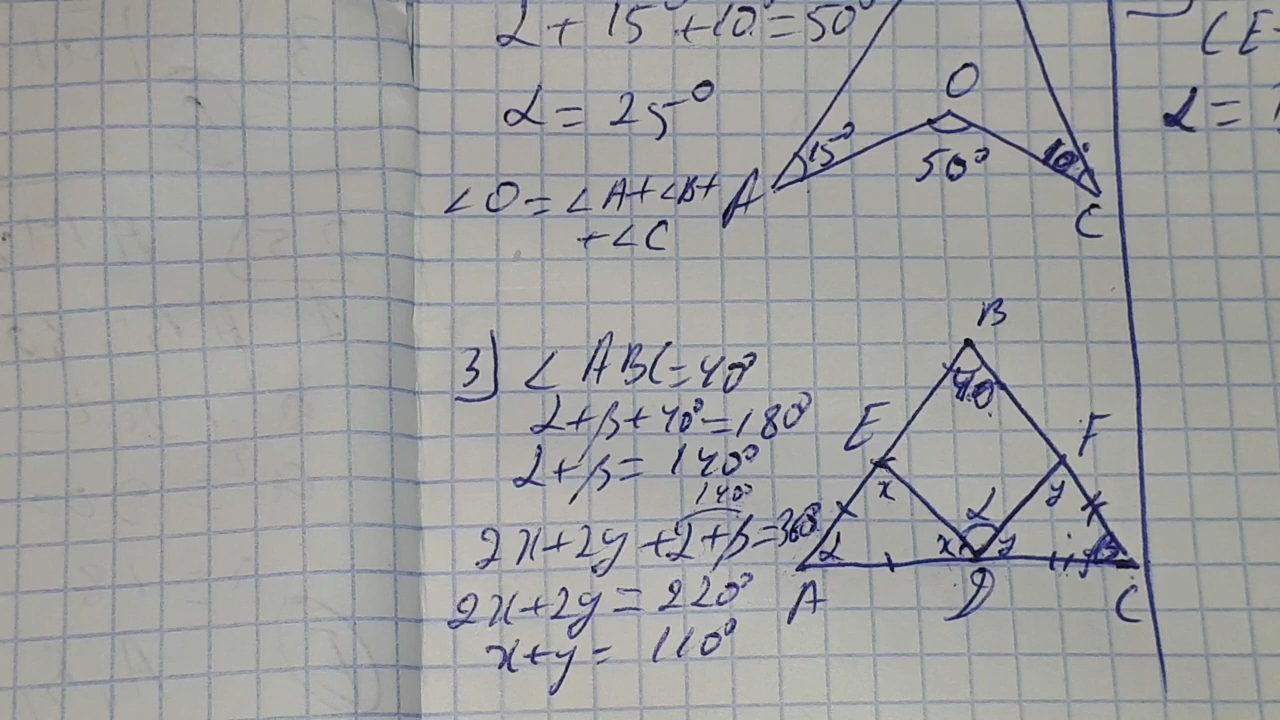 α + 15° + 10° = 50°
α = 25°
∠O = ∠A + ∠B +
+ ∠C
O
15°
50°
10°
A
C
(E-
α =
3) ∠ABC = 40°
α + β + 40° = 180°
α + β = 140°
140°
2x + 2y + α + β = 360°
2x + 2y = 220°
x + y = 110°
B
40
E
F
x
α
y
α
x
y
β
A
D
C